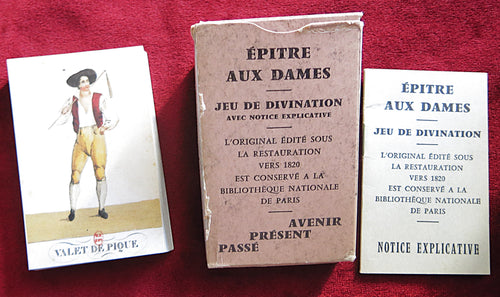 VALET DE PIQUE
ÉPITRE
AUX DAMES
JEU DE DIVINATION
AVEC NOTICE EXPLICATIVE
L'ORIGINAL ÉDITÉ SOUS
LA RESTAURATION
VERS 1820
EST CONSERVÉ A LA
BIBLIOTHÈQUE NATIONALE
DE PARIS
AVENIR
PRÉSENT
PASSÉ
ÉPITRE
AUX DAMES
JEU DE DIVINATION
L'ORIGINAL ÉDITÉ SOUS
LA RESTAURATION
VERS 1820
EST CONSERVÉ A LA
BIBLIOTHÈQUE NATIONALE
DE PARIS
NOTICE EXPLICATIVE